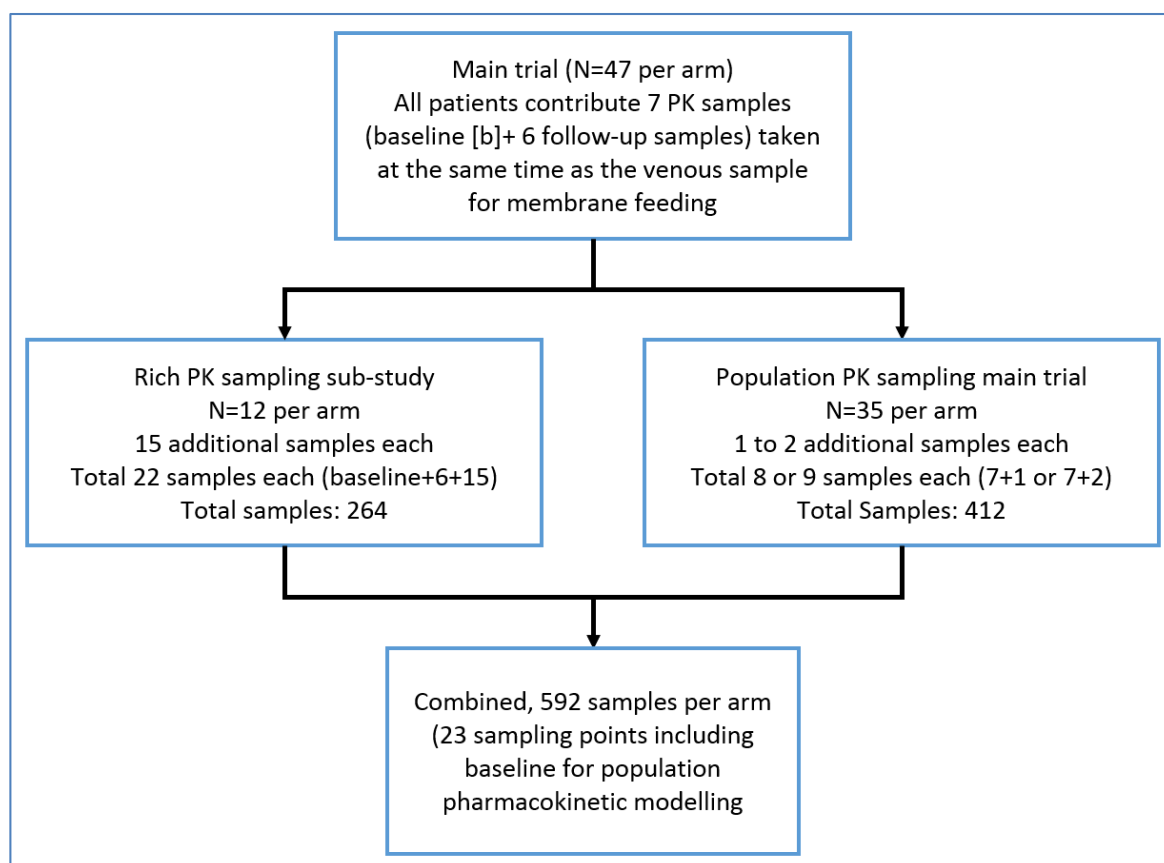 Main trial (N=47 per arm)
All patients contribute 7 PK samples
(baseline [b]+ 6 follow-up samples) taken
at the same time as the venous sample
for membrane feeding
Rich PK sampling sub-study
N=12 per arm
15 additional samples each
Total 22 samples each (baseline+6+15)
Total samples: 264
Population PK sampling main trial
N=35 per arm
1 to 2 additional samples each
Total 8 or 9 samples each (7+1 or 7+2)
Total Samples: 412
Combined, 592 samples per arm
(23 sampling points including
baseline for population
pharmacokinetic modelling